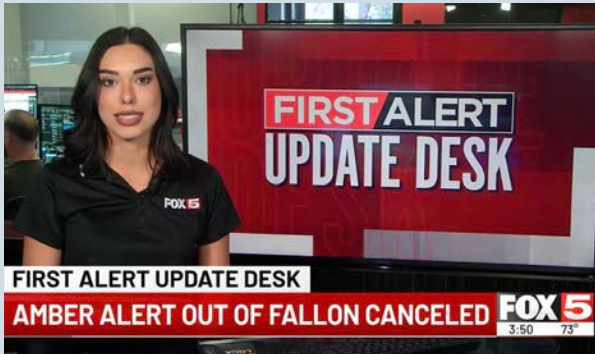 FIRST ALERT
UPDATE DESK
FOX 5
FIRST ALERT UPDATE DESK
AMBER ALERT OUT OF FALLON CANCELED
FOX 5
3:50 73°